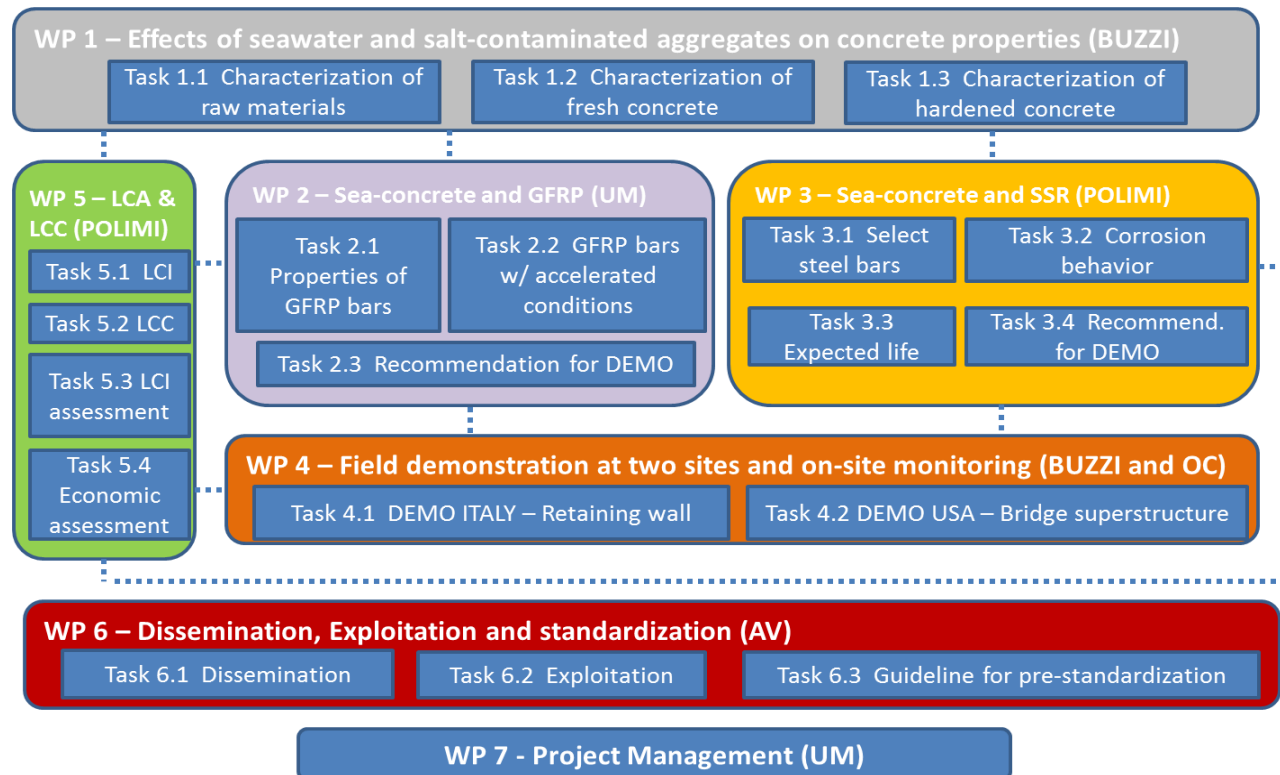 WP 1 – Effects of seawater and salt-contaminated aggregates on concrete properties (BUZZI)
Task 1.1 Characterization of
raw materials
Task 1.2 Characterization of
fresh concrete
Task 1.3 Characterization of
hardened concrete
WP 5 – LCA &
LCC (POLIMI)
Task 5.1 LCI
Task 5.2 LCC
Task 5.3 LCI
assessment
Task 5.4
Economic
assessment
WP 2 – Sea-concrete and GFRP (UM)
Task 2.1
Properties of
GFRP bars
Task 2.2 GFRP bars
w/ accelerated
conditions
Task 2.3 Recommendation for DEMO
WP 3 – Sea-concrete and SSR (POLIMI)
Task 3.1 Select
steel bars
Task 3.2 Corrosion
behavior
Task 3.3
Expected life
Task 3.4 Recommend.
for DEMO
WP 4 – Field demonstration at two sites and on-site monitoring (BUZZI and OC)
Task 4.1 DEMO ITALY – Retaining wall
Task 4.2 DEMO USA – Bridge superstructure
WP 6 – Dissemination, Exploitation and standardization (AV)
Task 6.1 Dissemination
Task 6.2 Exploitation
Task 6.3 Guideline for pre-standardization
WP 7 - Project Management (UM)